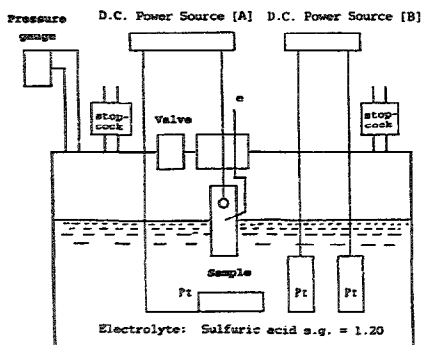 D.C. Power Source [A]
D.C. Power Source [B]
Pressure
gauge
e
stop-
cock
Valve
stop-
cock
Sample
Pt
Pt
Pt
Electrolyte: Sulfuric acid s.g. = 1.20